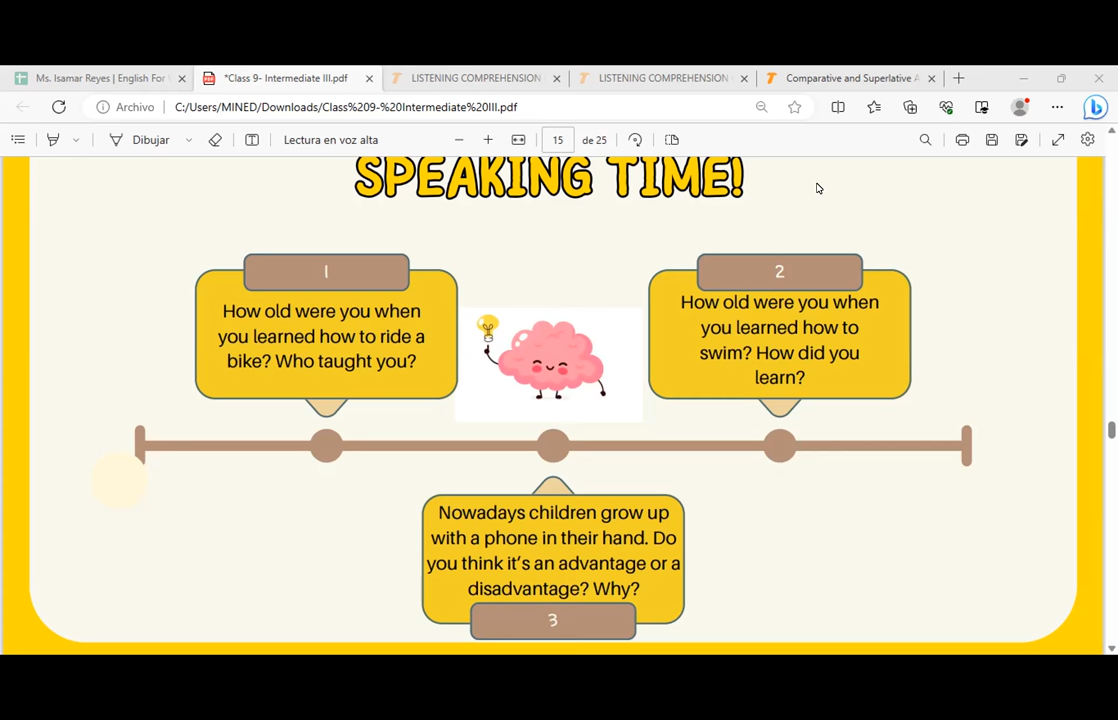 Ms. Isamar Reyes | English For
*Class 9- Intermediate III.pdf
LISTENING COMPREHENSION
LISTENING COMPREHENSION
Comparative and Superlative A
Archivo
C:/Users/MINED/Downloads/Class%209-%20Intermediate%20III.pdf
Dibujar
Lectura en voz alta
15
de 25
SPEAKING TIME!
1
How old were you when
you learned how to ride a
bike? Who taught you?
2
How old were you when
you learned how to
swim? How did you
learn?
Nowadays children grow up
with a phone in their hand. Do
you think it's an advantage or a
disadvantage? Why?
3